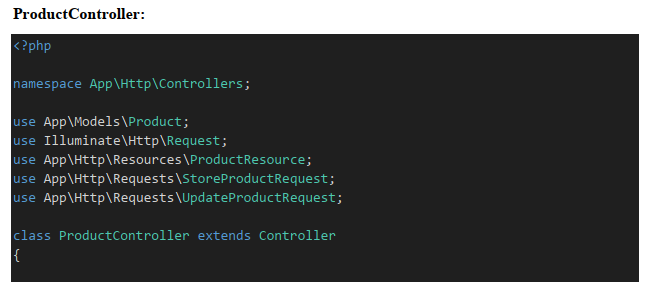 ProductController:
<?php
namespace App\Http\Controllers;
use App\Models\Product;
use Illuminate\Http\Request;
use App\Http\Resources\ProductResource;
use App\Http\Requests\StoreProductRequest;
use App\Http\Requests\UpdateProductRequest;
class ProductController extends Controller
{